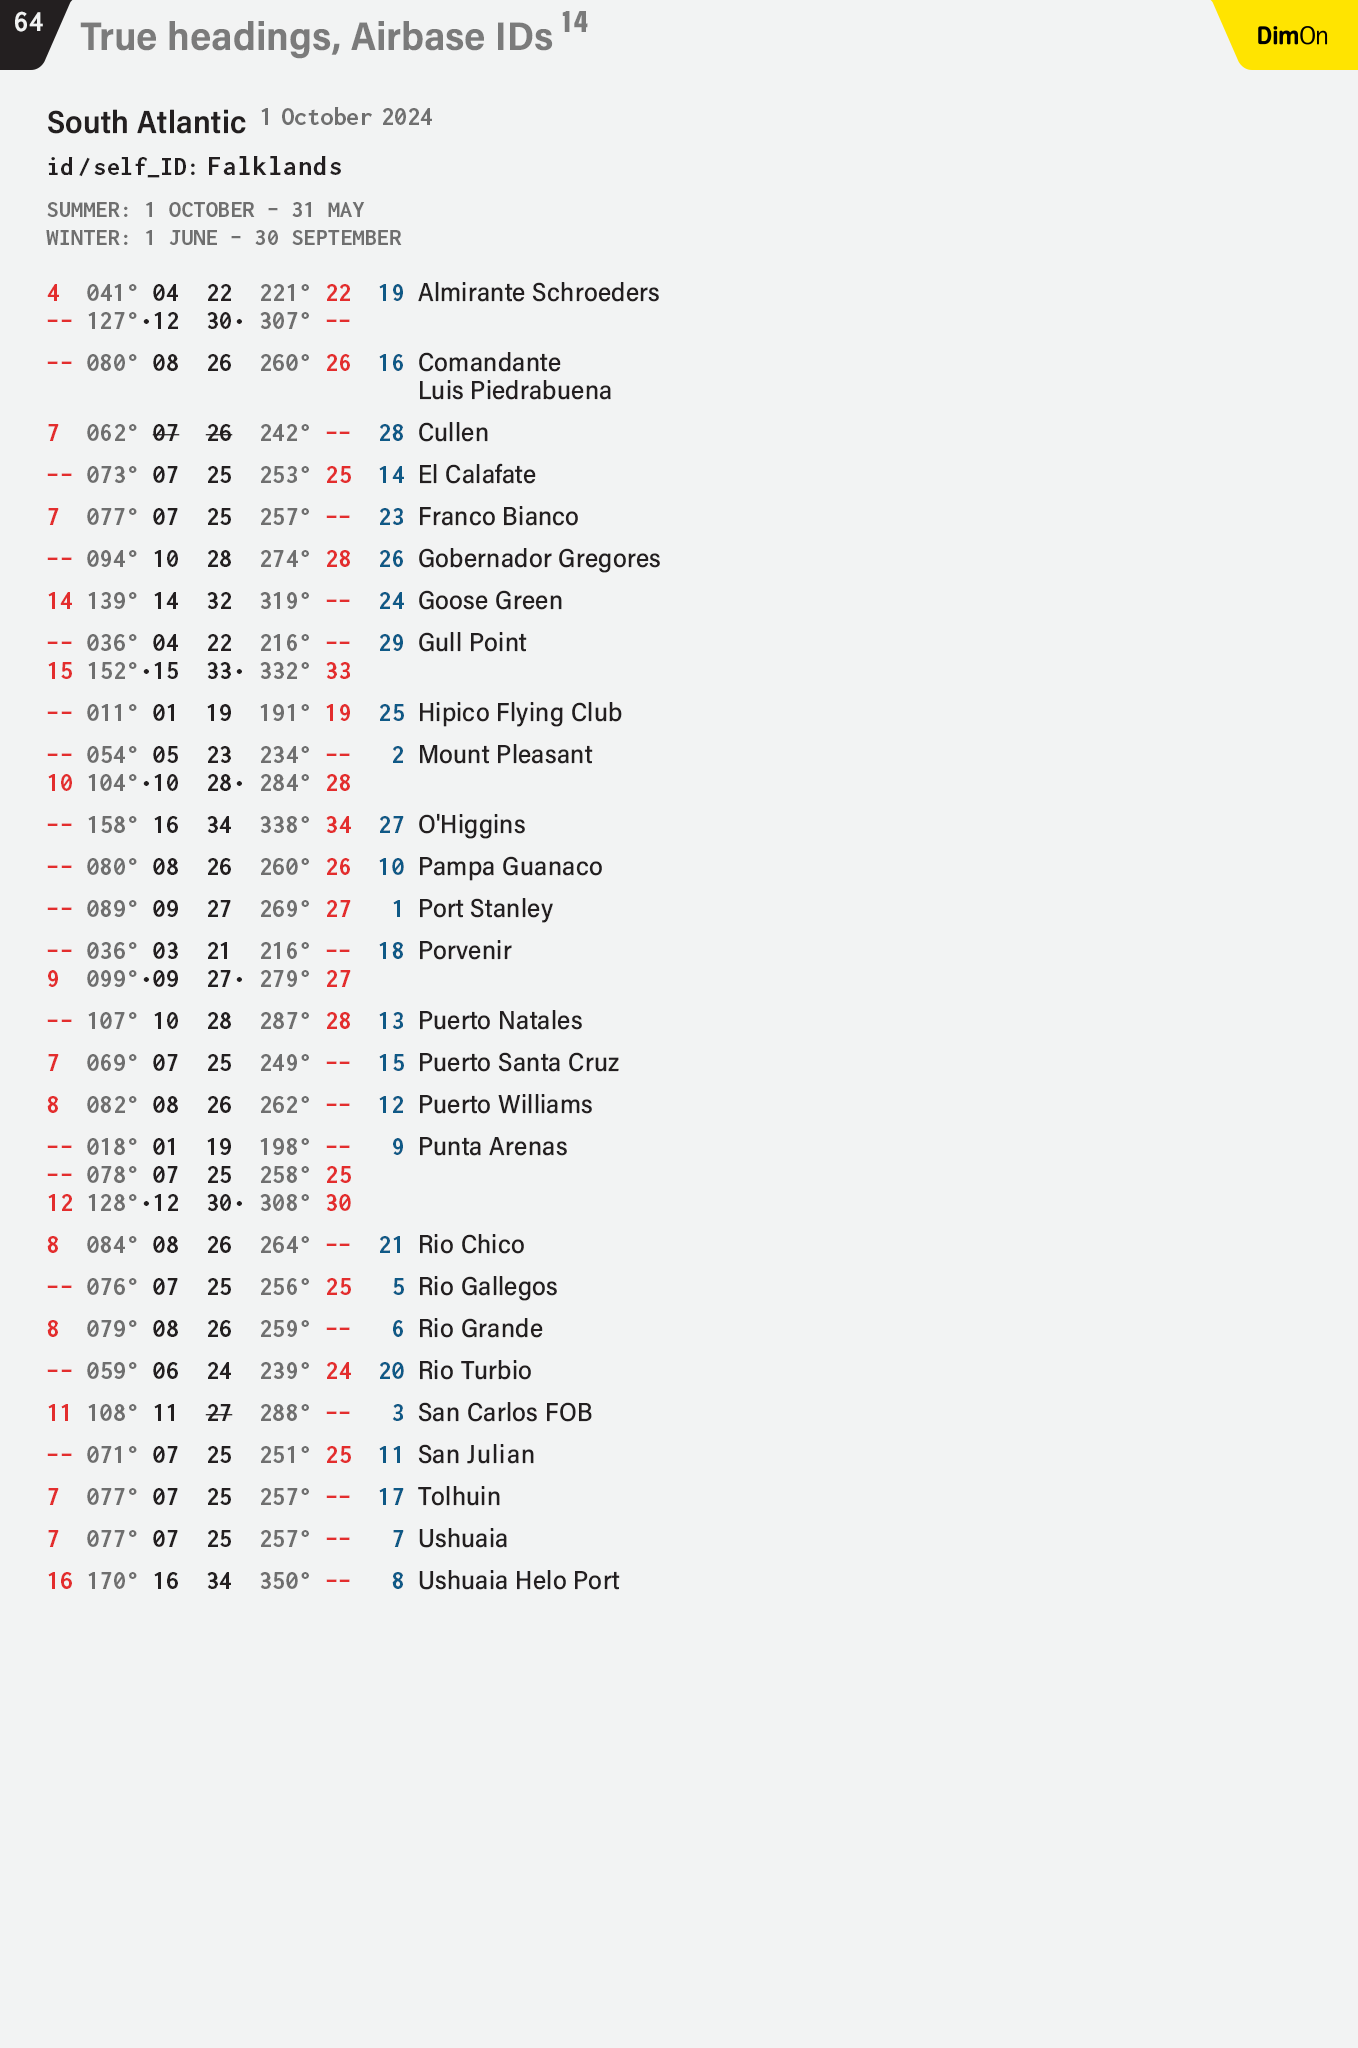 64 True headings, Airbase IDs 14 DimOn
South Atlantic 1 October 2024
id/self_ID: Falklands
SUMMER: 1 OCTOBER – 31 MAY
WINTER: 1 JUNE – 30 SEPTEMBER
4 041° 04 22 221° 22 19 Almirante Schroeders
-- 127°·12 30· 307° --
-- 080° 08 26 260° 26 16 Comandante
Luis Piedrabuena
7 062° 07 26 242° -- 28 Cullen
-- 073° 07 25 253° 25 14 El Calafate
7 077° 07 25 257° -- 23 Franco Bianco
-- 094° 10 28 274° 28 26 Gobernador Gregores
14 139° 14 32 319° -- 24 Goose Green
-- 036° 04 22 216° -- 29 Gull Point
15 152°·15 33· 332° 33
-- 011° 01 19 191° 19 25 Hipico Flying Club
-- 054° 05 23 234° -- 2 Mount Pleasant
10 104°·10 28· 284° 28
-- 158° 16 34 338° 34 27 O'Higgins
-- 080° 08 26 260° 26 10 Pampa Guanaco
-- 089° 09 27 269° 27 1 Port Stanley
-- 036° 03 21 216° -- 18 Porvenir
9 099°·09 27· 279° 27
-- 107° 10 28 287° 28 13 Puerto Natales
7 069° 07 25 249° -- 15 Puerto Santa Cruz
8 082° 08 26 262° -- 12 Puerto Williams
-- 018° 01 19 198° -- 9 Punta Arenas
-- 078° 07 25 258° 25
12 128°·12 30· 308° 30
8 084° 08 26 264° -- 21 Rio Chico
-- 076° 07 25 256° 25 5 Rio Gallegos
8 079° 08 26 259° -- 6 Rio Grande
-- 059° 06 24 239° 24 20 Rio Turbio
11 108° 11 27 288° -- 3 San Carlos FOB
-- 071° 07 25 251° 25 11 San Julian
7 077° 07 25 257° -- 17 Tolhuin
7 077° 07 25 257° -- 7 Ushuaia
16 170° 16 34 350° -- 8 Ushuaia Helo Port